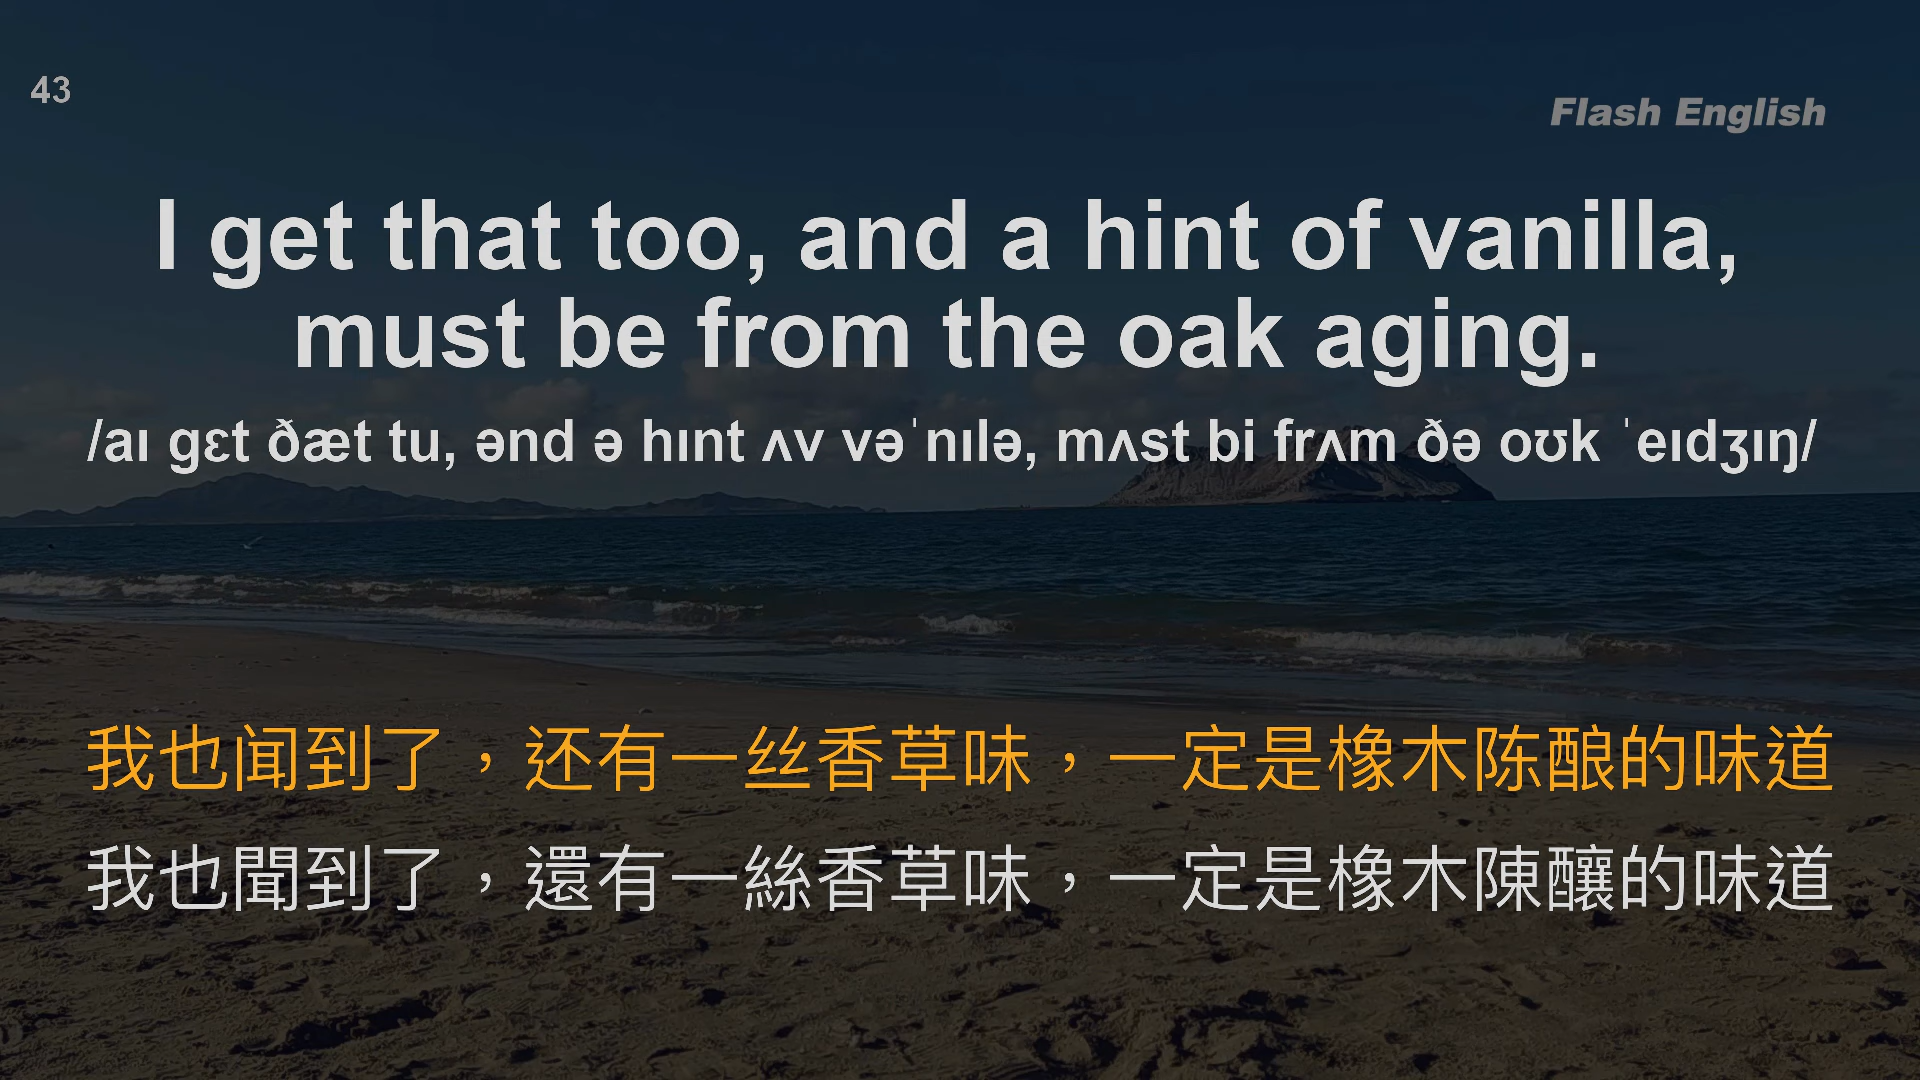 43
Flash English
I get that too, and a hint of vanilla,
must be from the oak aging.
/aɪ gɛt ðæt tu, ənd ə hɪnt ʌv vəˈnɪlə, mʌst bi frʌm ðə oʊk ˈeɪdʒɪŋ/
我也闻到了，还有一丝香草味，一定是橡木陈酿的味道
我也聞到了，還有一絲香草味，一定是橡木陳釀的味道